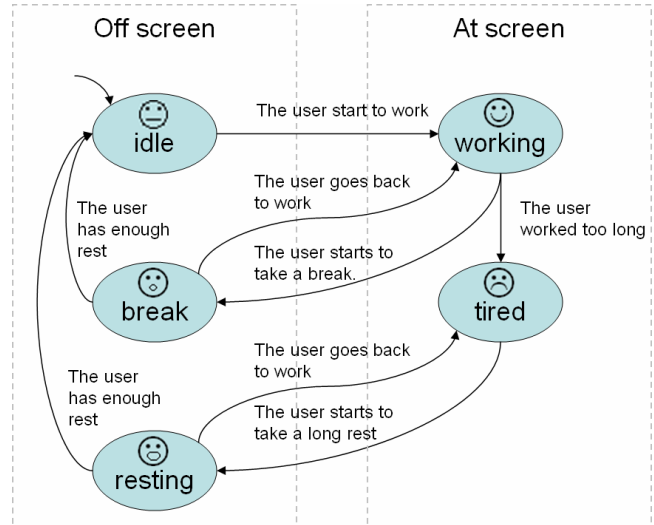 Off screen
At screen
idle
The user start to work
working
The user goes back
to work
The user
has enough
rest
The user
worked too long
The user starts to
take a break.
break
tired
The user goes back
to work
The user
has enough
rest
The user starts to
take a long rest
resting